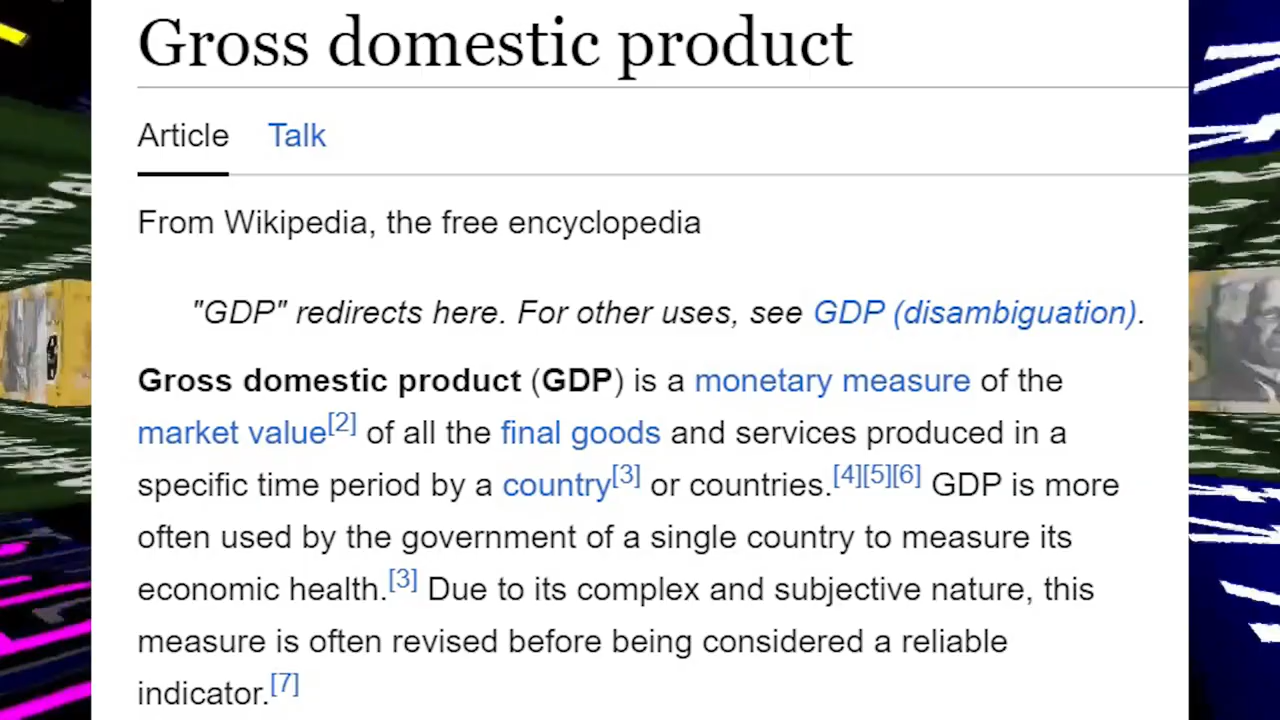 Gross domestic product
Article Talk
From Wikipedia, the free encyclopedia
"GDP" redirects here. For other uses, see GDP (disambiguation).
Gross domestic product (GDP) is a monetary measure of the
market value[2] of all the final goods and services produced in a
specific time period by a country[3] or countries.[4][5][6] GDP is more
often used by the government of a single country to measure its
economic health.[3] Due to its complex and subjective nature, this
measure is often revised before being considered a reliable
indicator.[7]